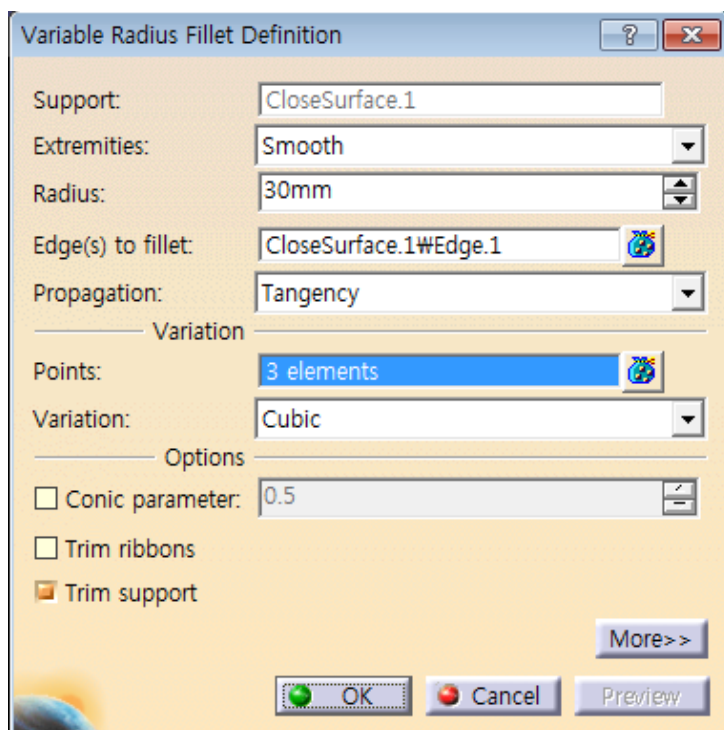 Variable Radius Fillet Definition ?
Support: CloseSurface.1
Extremities: Smooth
Radius: 30mm
Edge(s) to fillet: CloseSurface.1₩Edge.1
Propagation: Tangency
Variation
Points: 3 elements
Variation: Cubic
Options
Conic parameter: 0.5
Trim ribbons
Trim support
More>>
OK Cancel Preview